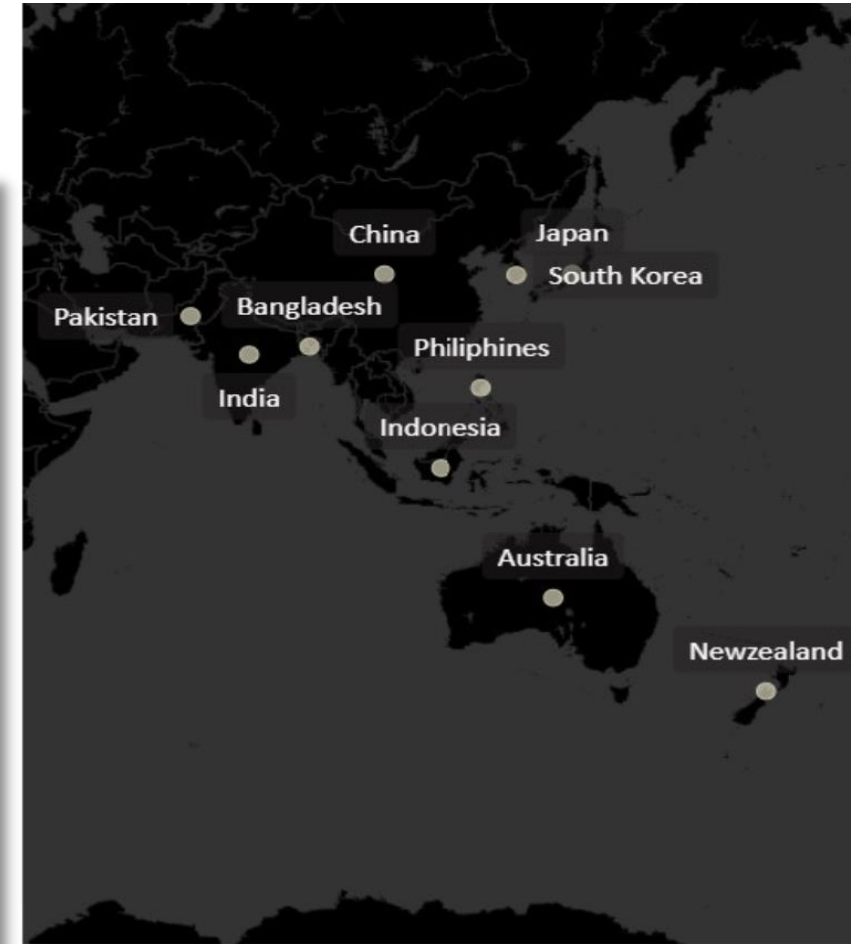 China
Japan
South Korea
Bangladesh
Pakistan
Philiphines
India
Indonesia
Australia
Newzealand